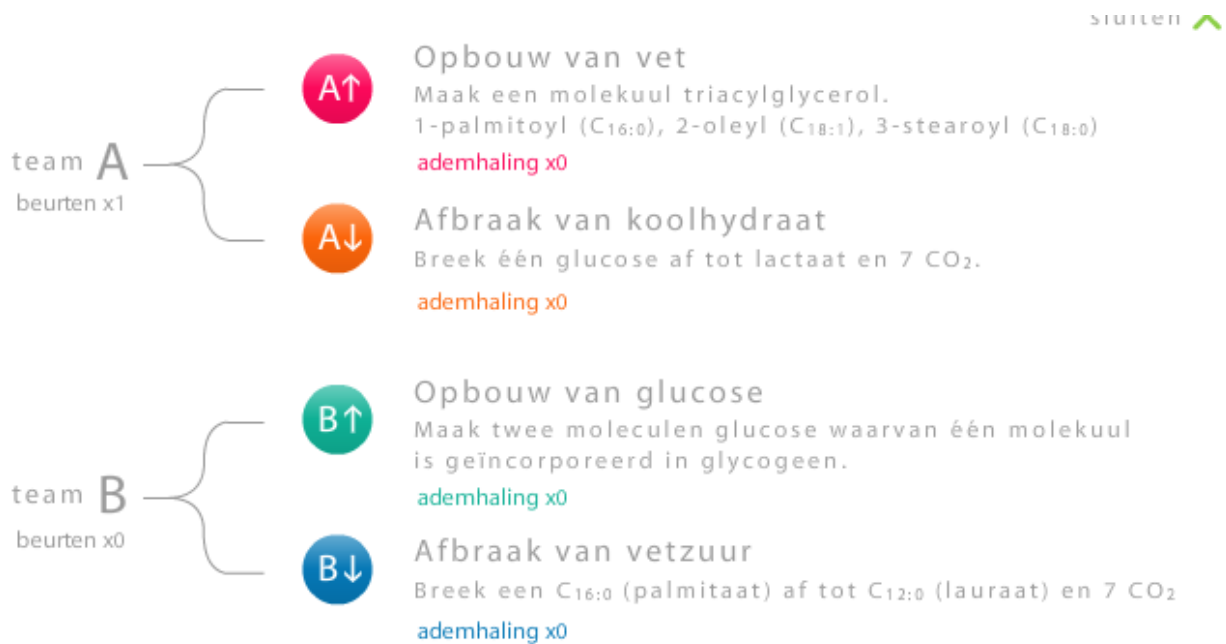 sluiten
A↑
Opbouw van vet
Maak een molekuul triacylglycerol.
1-palmitoyl (C16:0), 2-oleyl (C18:1), 3-stearoyl (C18:0)
ademhaling x0
team A
beurten x1
A↓
Afbraak van koolhydraat
Breek één glucose af tot lactaat en 7 CO2.
ademhaling x0
B↑
Opbouw van glucose
Maak twee moleculen glucose waarvan één molekuul
is geïncorporeerd in glycogeen.
ademhaling x0
team B
beurten x0
B↓
Afbraak van vetzuur
Breek een C16:0 (palmitaat) af tot C12:0 (lauraat) en 7 CO2
ademhaling x0